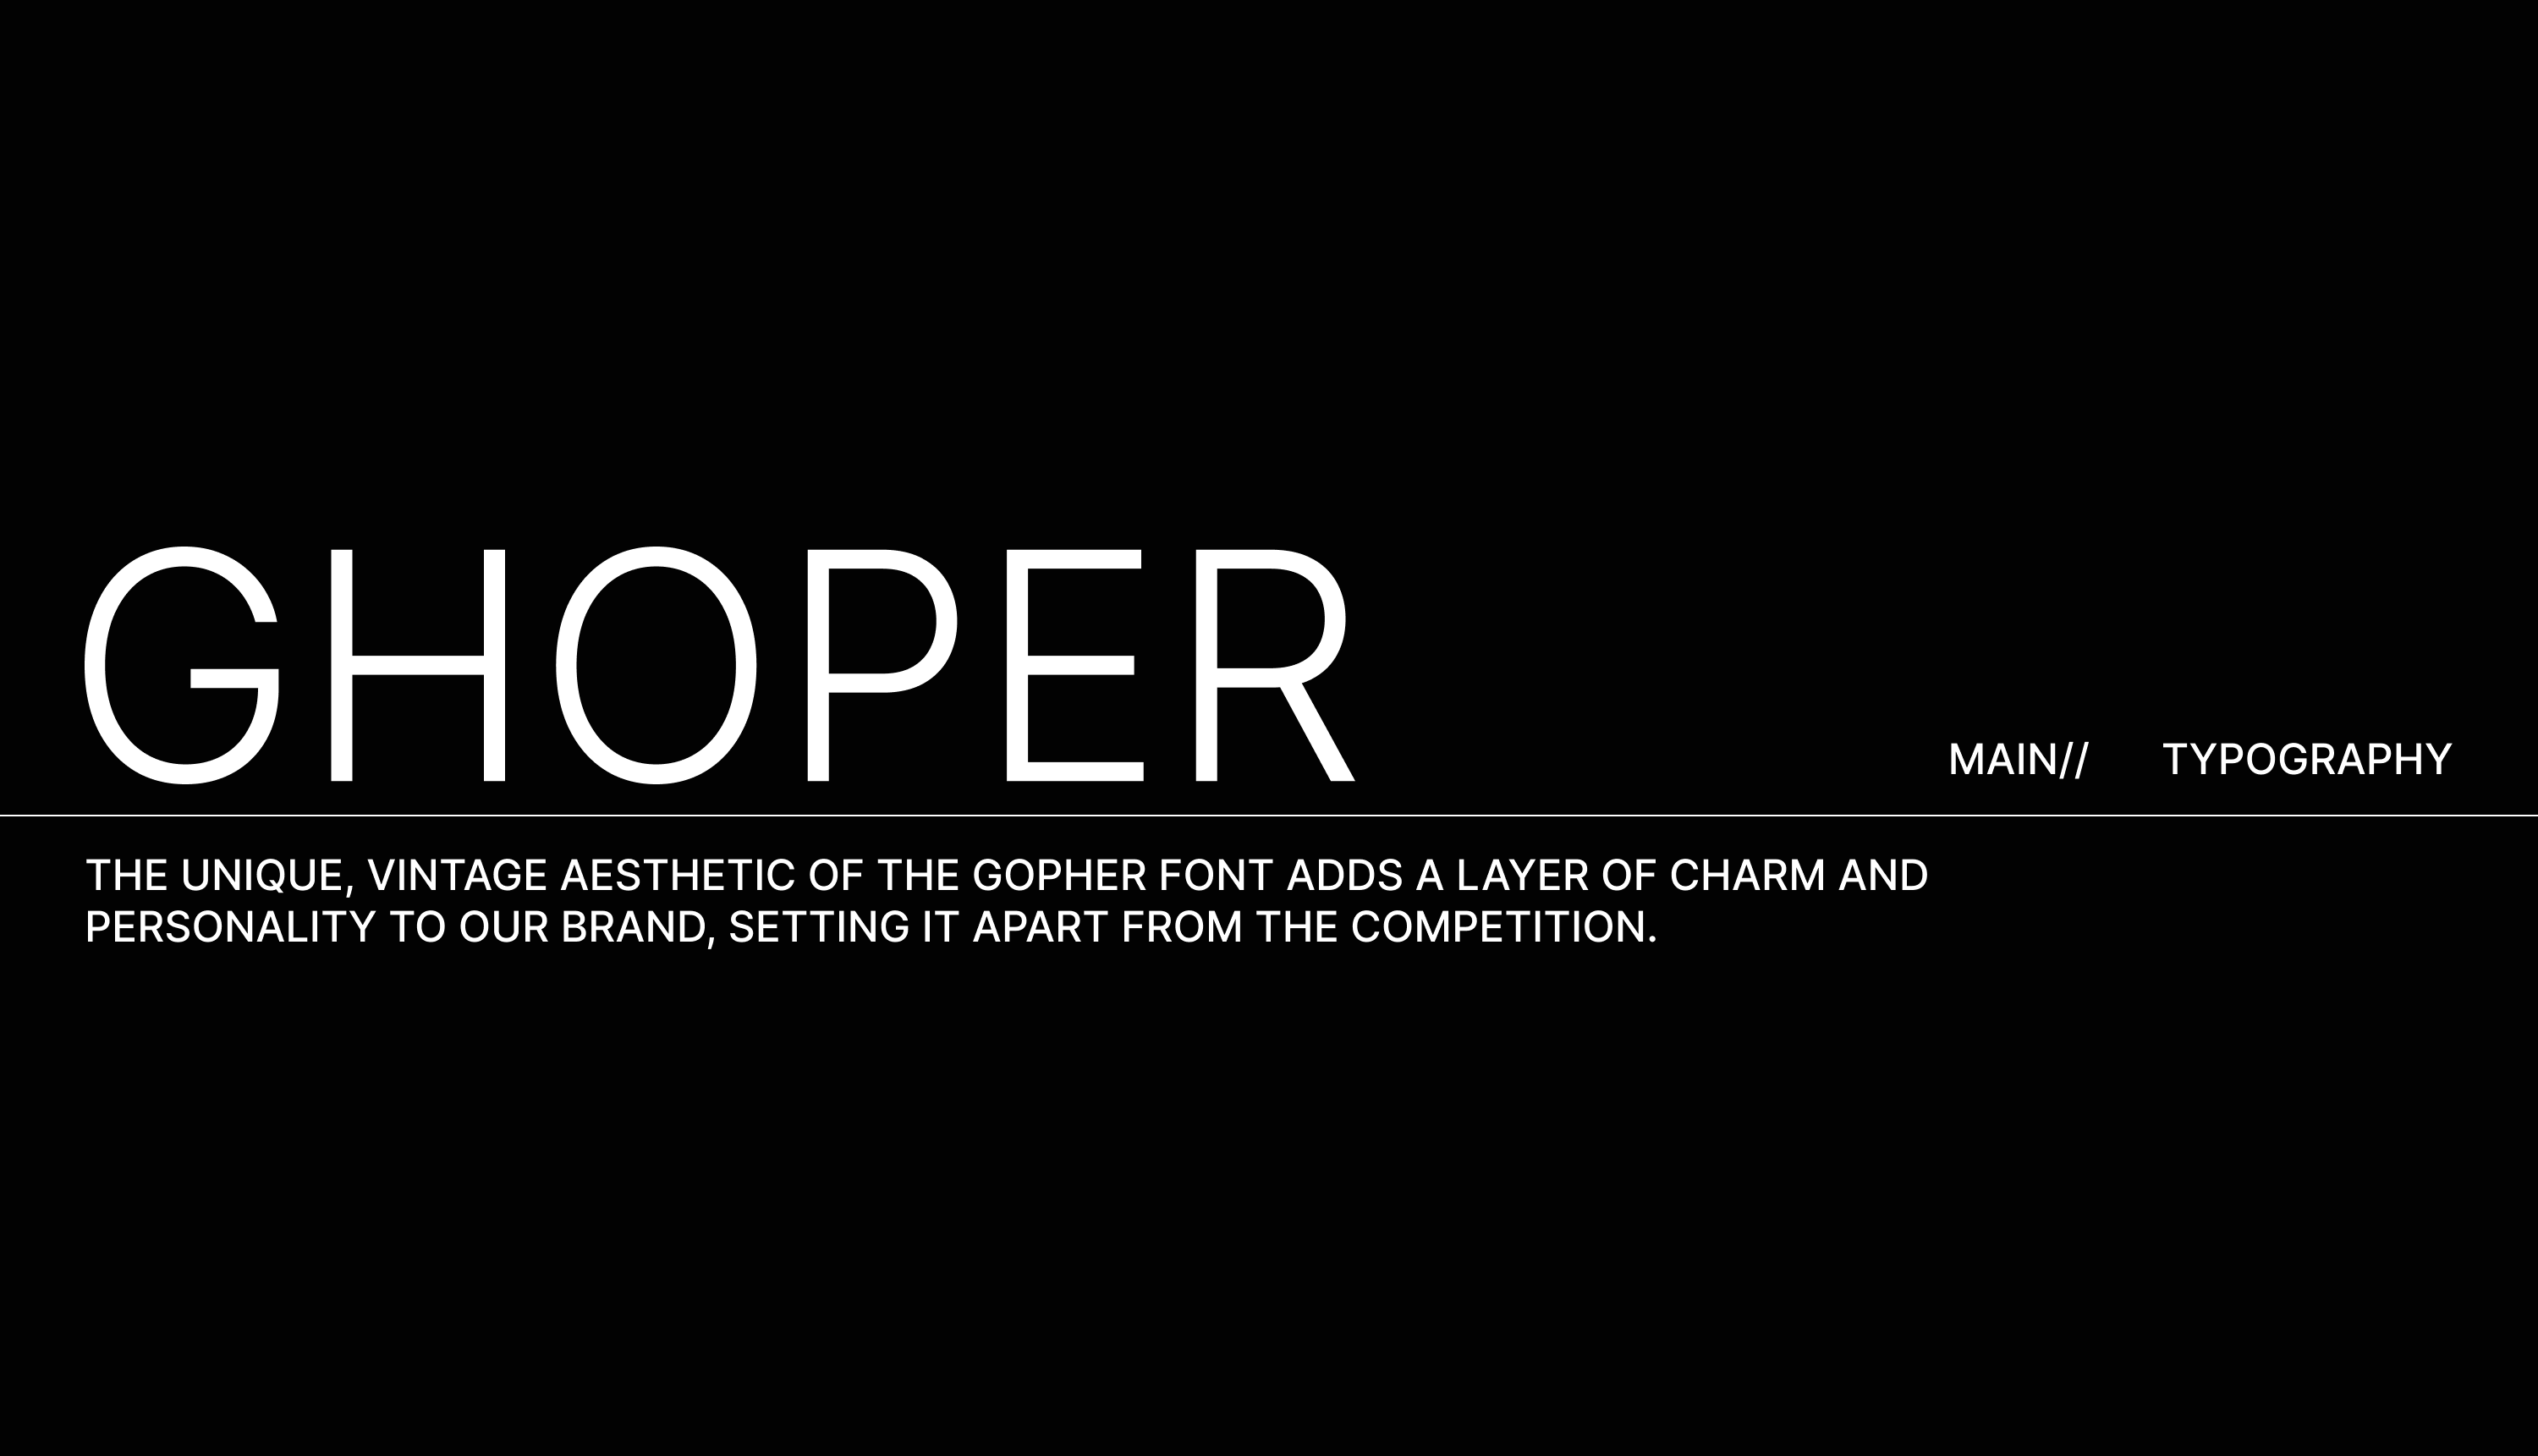 GHOPER
MAIN// TYPOGRAPHY
THE UNIQUE, VINTAGE AESTHETIC OF THE GOPHER FONT ADDS A LAYER OF CHARM AND
PERSONALITY TO OUR BRAND, SETTING IT APART FROM THE COMPETITION.